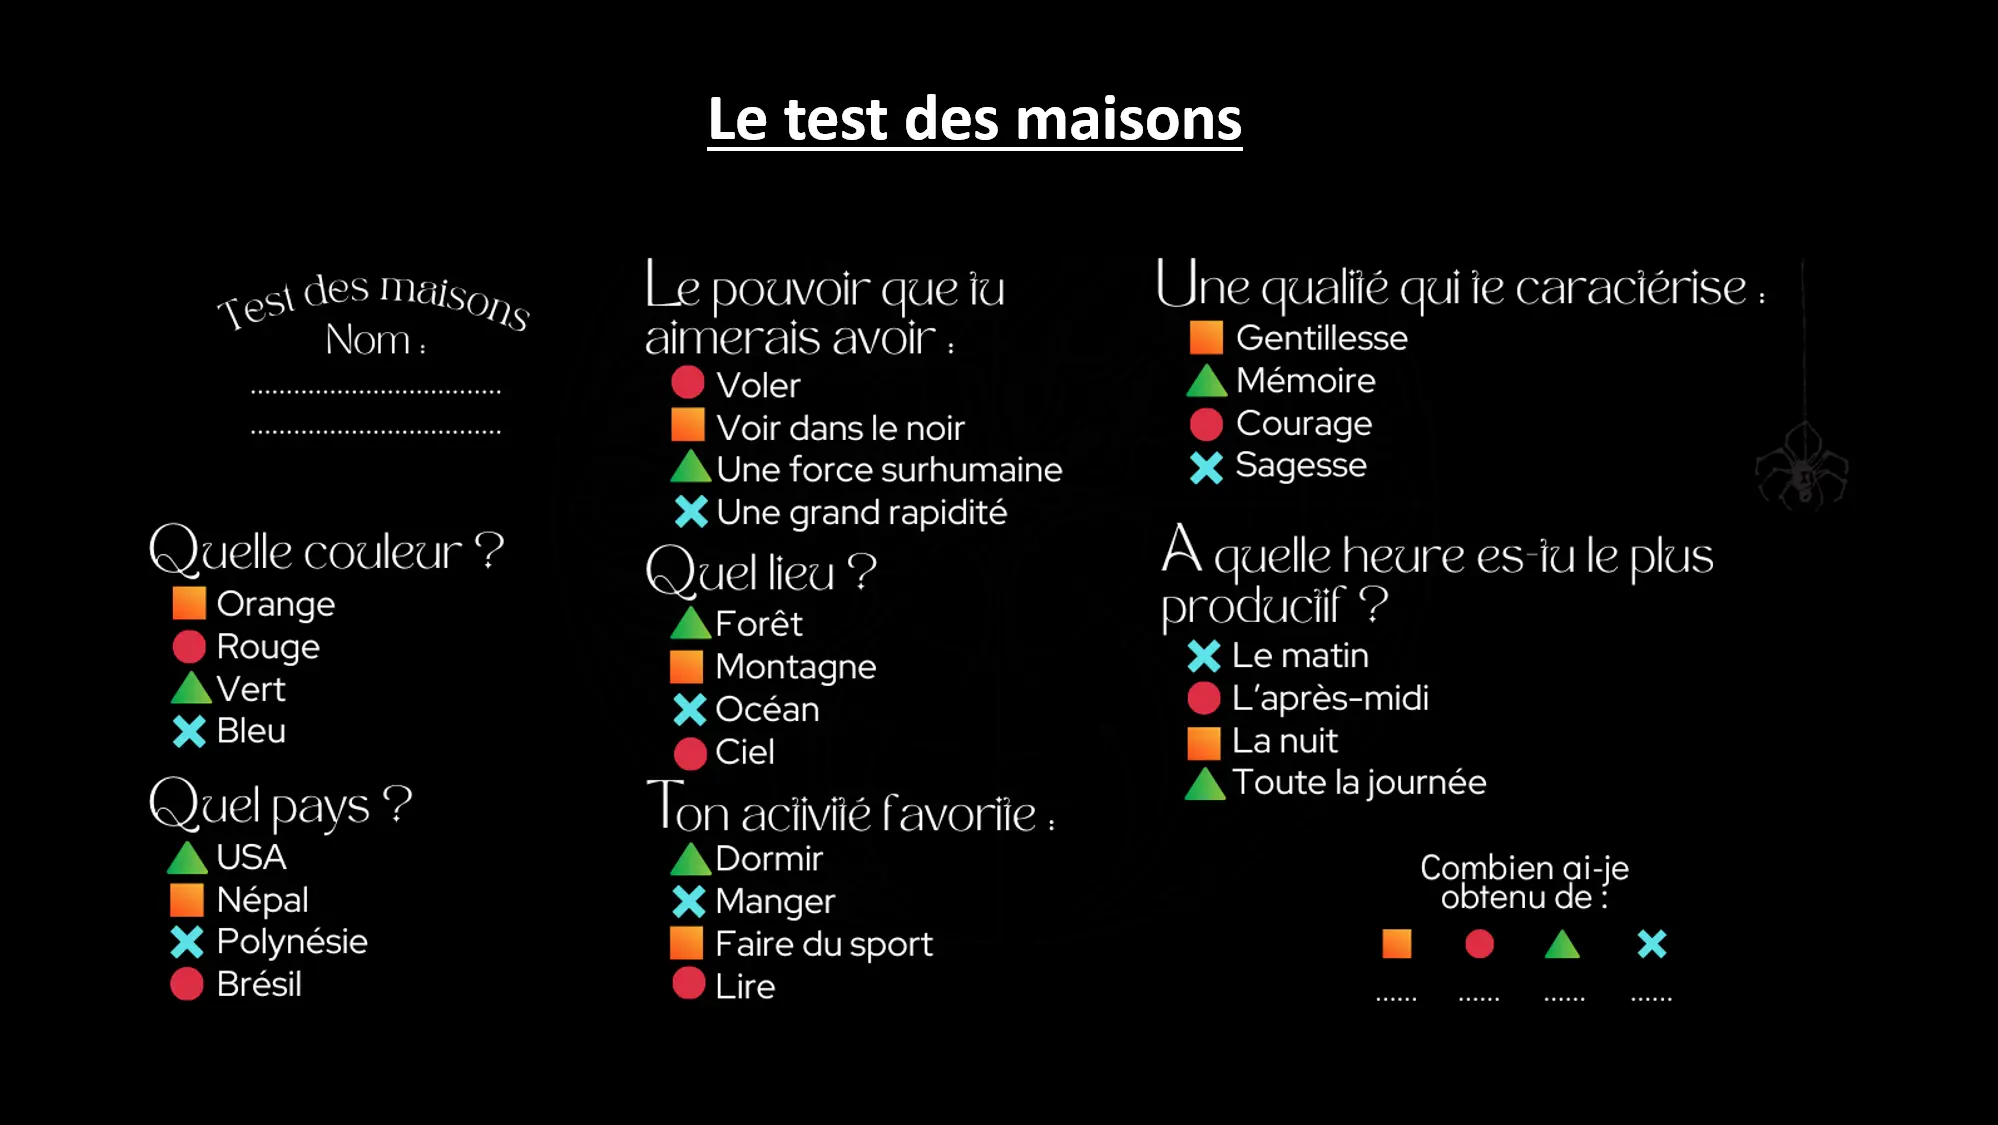 Le test des maisons
Test des maisons
Nom :
..................................
..................................
Quelle couleur ?
Orange
Rouge
Vert
Bleu
Quel pays ?
USA
Népal
Polynésie
Brésil
Le pouvoir que tu
aimerais avoir :
Voler
Voir dans le noir
Une force surhumaine
Une grand rapidité
Quel lieu ?
Forêt
Montagne
Océan
Ciel
Ton activité favorite :
Dormir
Manger
Faire du sport
Lire
Une qualité qui te caractérise :
Gentillesse
Mémoire
Courage
Sagesse
A quelle heure es-tu le plus
productif ?
Le matin
L'après-midi
La nuit
Toute la journée
Combien ai-je
obtenu de :
...... ...... ...... ......